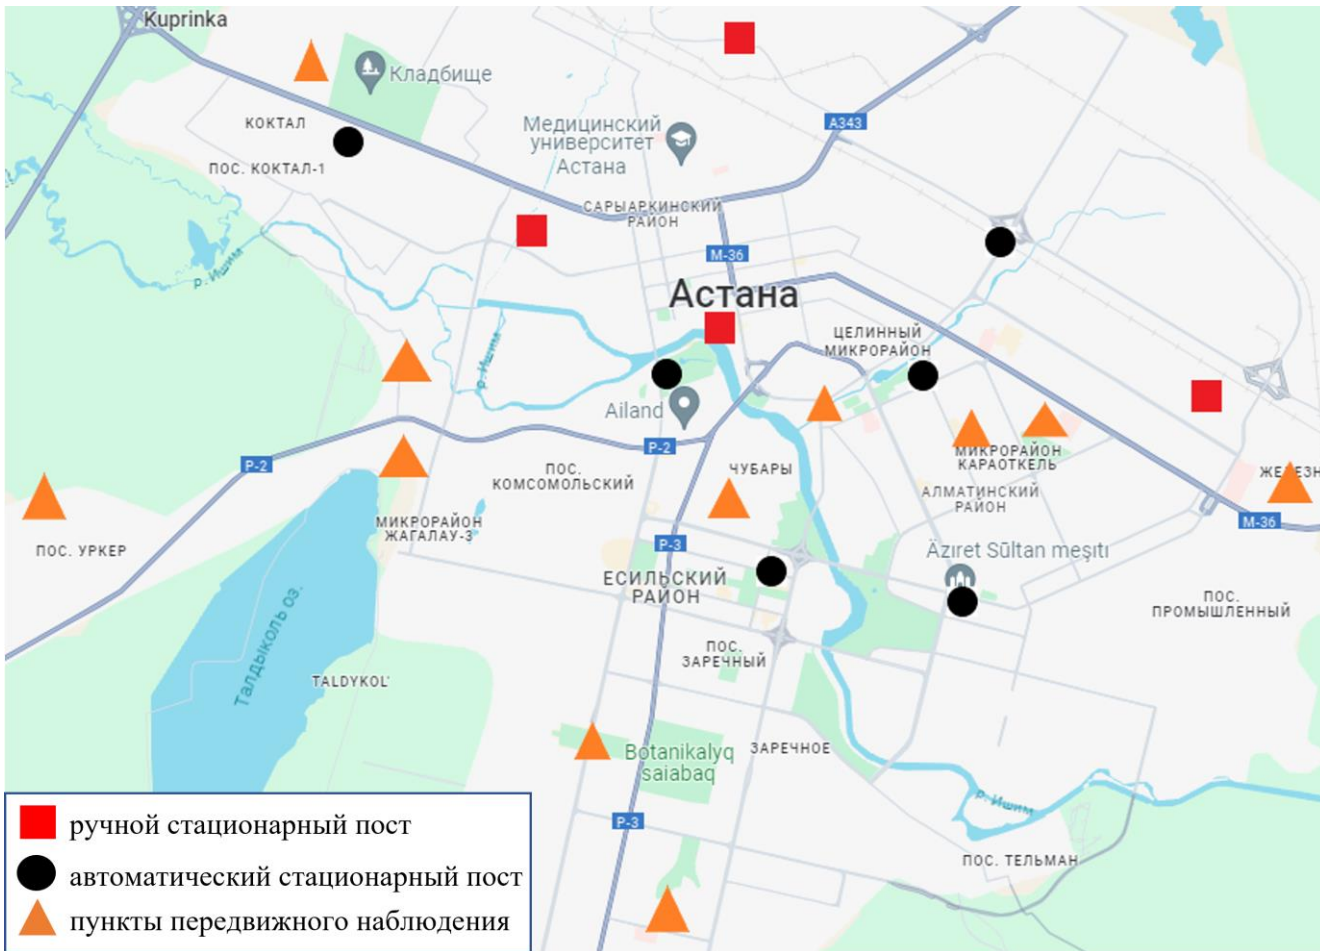 Kuprinka
Кладбище
КОКТАЛ
ПОС. КОКТАЛ-1
Медицинский
университет
Астана
A343
САРЫАРКИНСКИЙ
РАЙОН
M-36
р. Ишим
Астана
ЦЕЛИННЫЙ
МИКРОРАЙОН
р. Ишим
Ailand
P-2
P-2
ПОС.
КОМСОМОЛЬСКИЙ
ЧУБАРЫ
МИКРОРАЙОН
КАРАОТКЕЛЬ
ЖЕЛЕЗН
АЛМАТИНСКИЙ
РАЙОН
M-36
МИКРОРАЙОН
ЖАГАЛАУ-3
ПОС. УРКЕР
P-3
Äziret Sūltan meşıtı
ЕСИЛЬСКИЙ
РАЙОН
ПОС.
ПРОМЫШЛЕННЫЙ
Талдыколь оз.
ПОС.
ЗАРЕЧНЫЙ
TALDYKOL'
Botanikalyq
saiabaq
ЗАРЕЧНОЕ
р. Ишим
P-3
ПОС. ТЕЛЬМАН
ручной стационарный пост
автоматический стационарный пост
пункты передвижного наблюдения